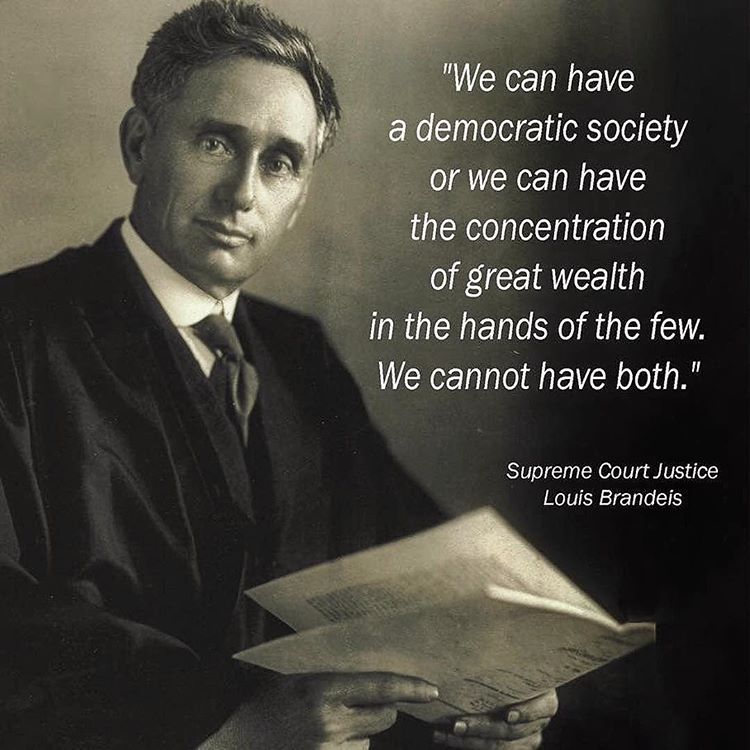 "We can have
a democratic society
or we can have
the concentration
of great wealth
in the hands of the few.
We cannot have both."
Supreme Court Justice
Louis Brandeis